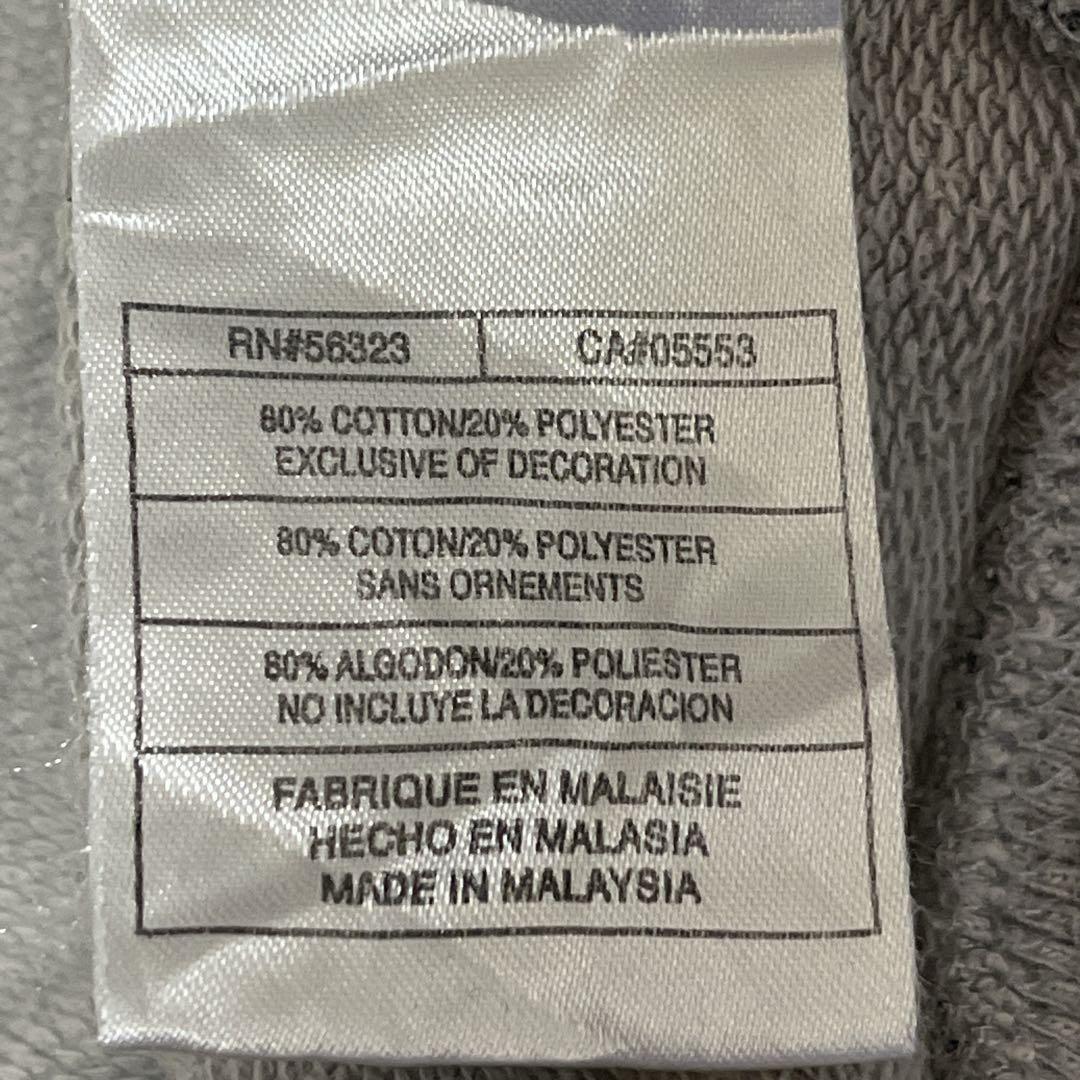 RN#56323 CA#05553
80% COTTON/20% POLYESTER
EXCLUSIVE OF DECORATION
80% COTON/20% POLYESTER
SANS ORNEMENTS
80% ALGODON/20% POLIESTER
NO INCLUYE LA DECORACION
FABRIQUE EN MALAISIE
HECHO EN MALASIA
MADE IN MALAYSIA